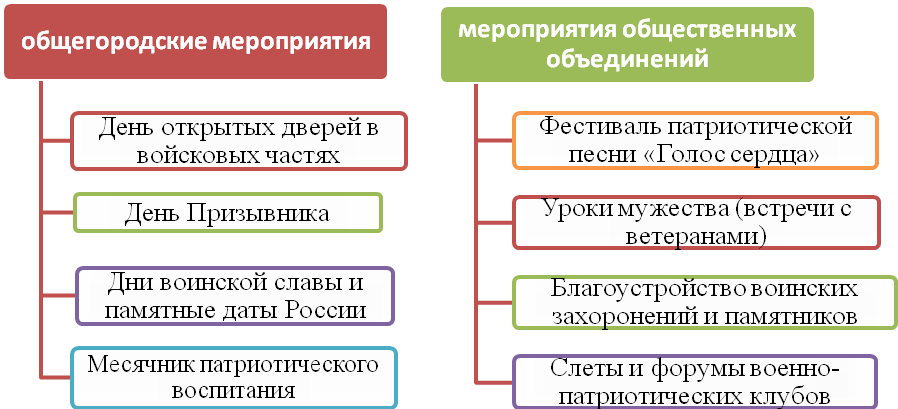 общегородские мероприятия
День открытых дверей в
войсковых частях
День Призывника
Дни воинской славы и
памятные даты России
Месячник патриотического
воспитания
мероприятия общественных
объединений
Фестиваль патриотической
песни «Голос сердца»
Уроки мужества (встречи с
ветеранами)
Благоустройство воинских
захоронений и памятников
Слеты и форумы военно-
патриотических клубов